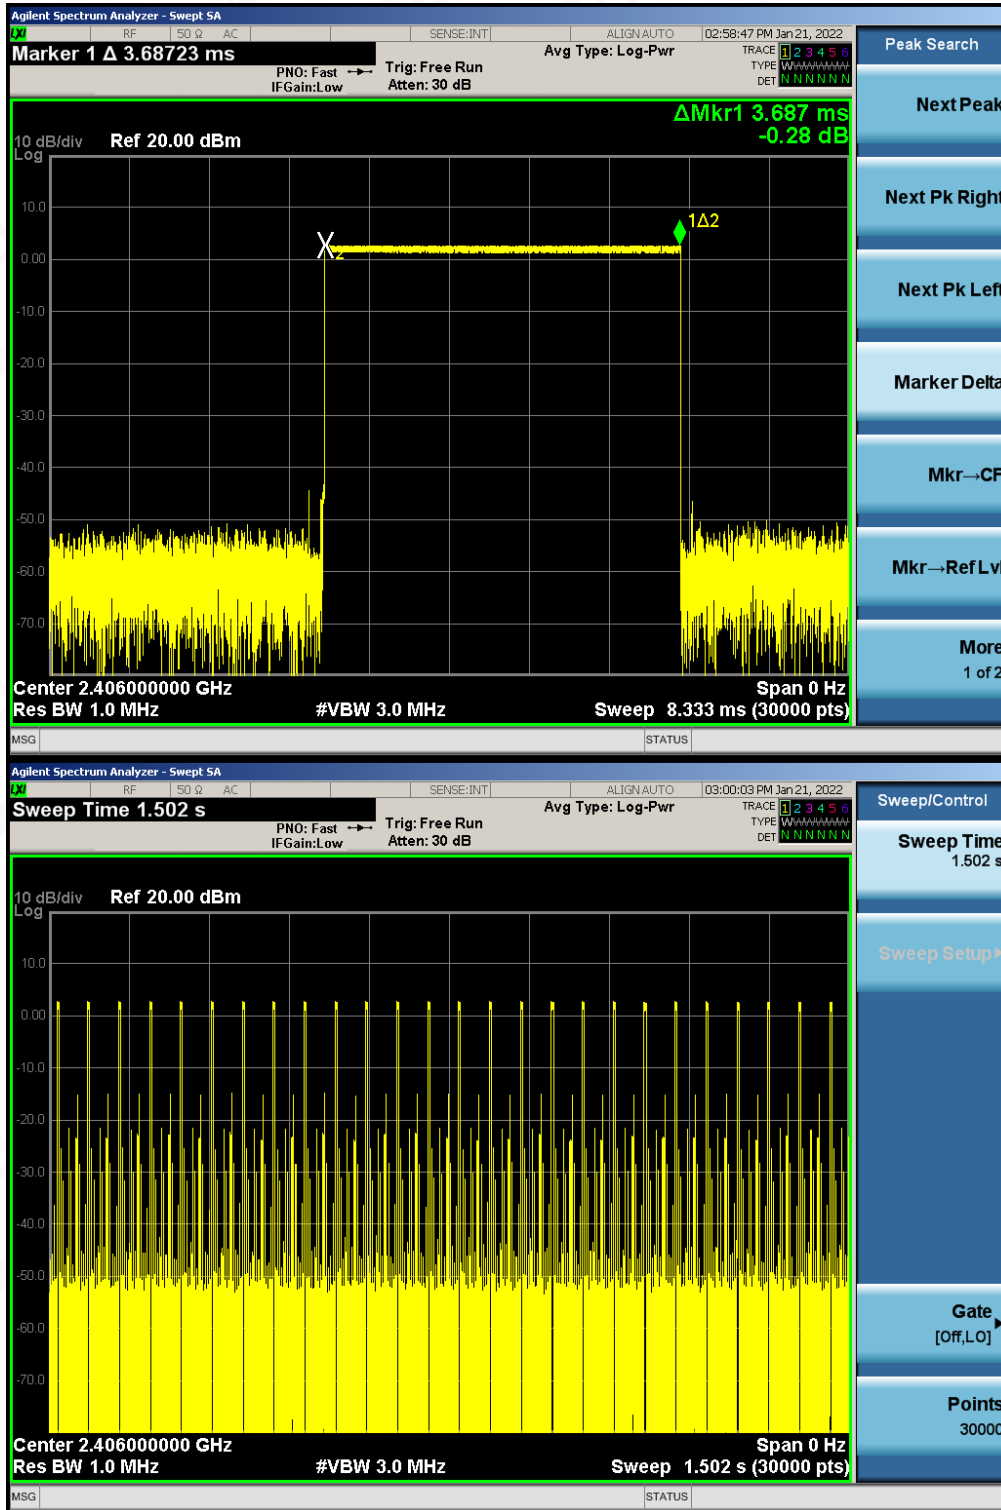 Agilent Spectrum Analyzer - Swept SA
LXI RF 50 Ω AC SENSE:INT ALIGN AUTO 02:58:47 PM Jan 21, 2022
Marker 1 Δ 3.68723 ms
Avg Type: Log-Pwr
TRACE 1 2 3 4 5 6
PNO: Fast
Trig: Free Run
TYPE
IFGain:Low
Atten: 30 dB
DET N N N N N N
ΔMkr1 3.687 ms
-0.28 dB
10 dB/div Ref 20.00 dBm
Log
10.0
0.00
-10.0
-20.0
-30.0
-40.0
-50.0
-60.0
-70.0
1Δ2
X2
Center 2.406000000 GHz Span 0 Hz
Res BW 1.0 MHz #VBW 3.0 MHz Sweep 8.333 ms (30000 pts)
MSG STATUS
Peak Search
Next Peak
Next Pk Right
Next Pk Left
Marker Delta
Mkr→CF
Mkr→Ref Lvl
More
1 of 2
Agilent Spectrum Analyzer - Swept SA
LXI RF 50 Ω AC SENSE:INT ALIGN AUTO 03:00:03 PM Jan 21, 2022
Sweep Time 1.502 s
Avg Type: Log-Pwr
TRACE 1 2 3 4 5 6
PNO: Fast
Trig: Free Run
TYPE
IFGain:Low
Atten: 30 dB
DET N N N N N N
10 dB/div Ref 20.00 dBm
Log
10.0
0.00
-10.0
-20.0
-30.0
-40.0
-50.0
-60.0
-70.0
Center 2.406000000 GHz Span 0 Hz
Res BW 1.0 MHz #VBW 3.0 MHz Sweep 1.502 s (30000 pts)
MSG STATUS
Sweep/Control
Sweep Time
1.502 s
Sweep Setup
Gate
[Off,LO]
Points
30000